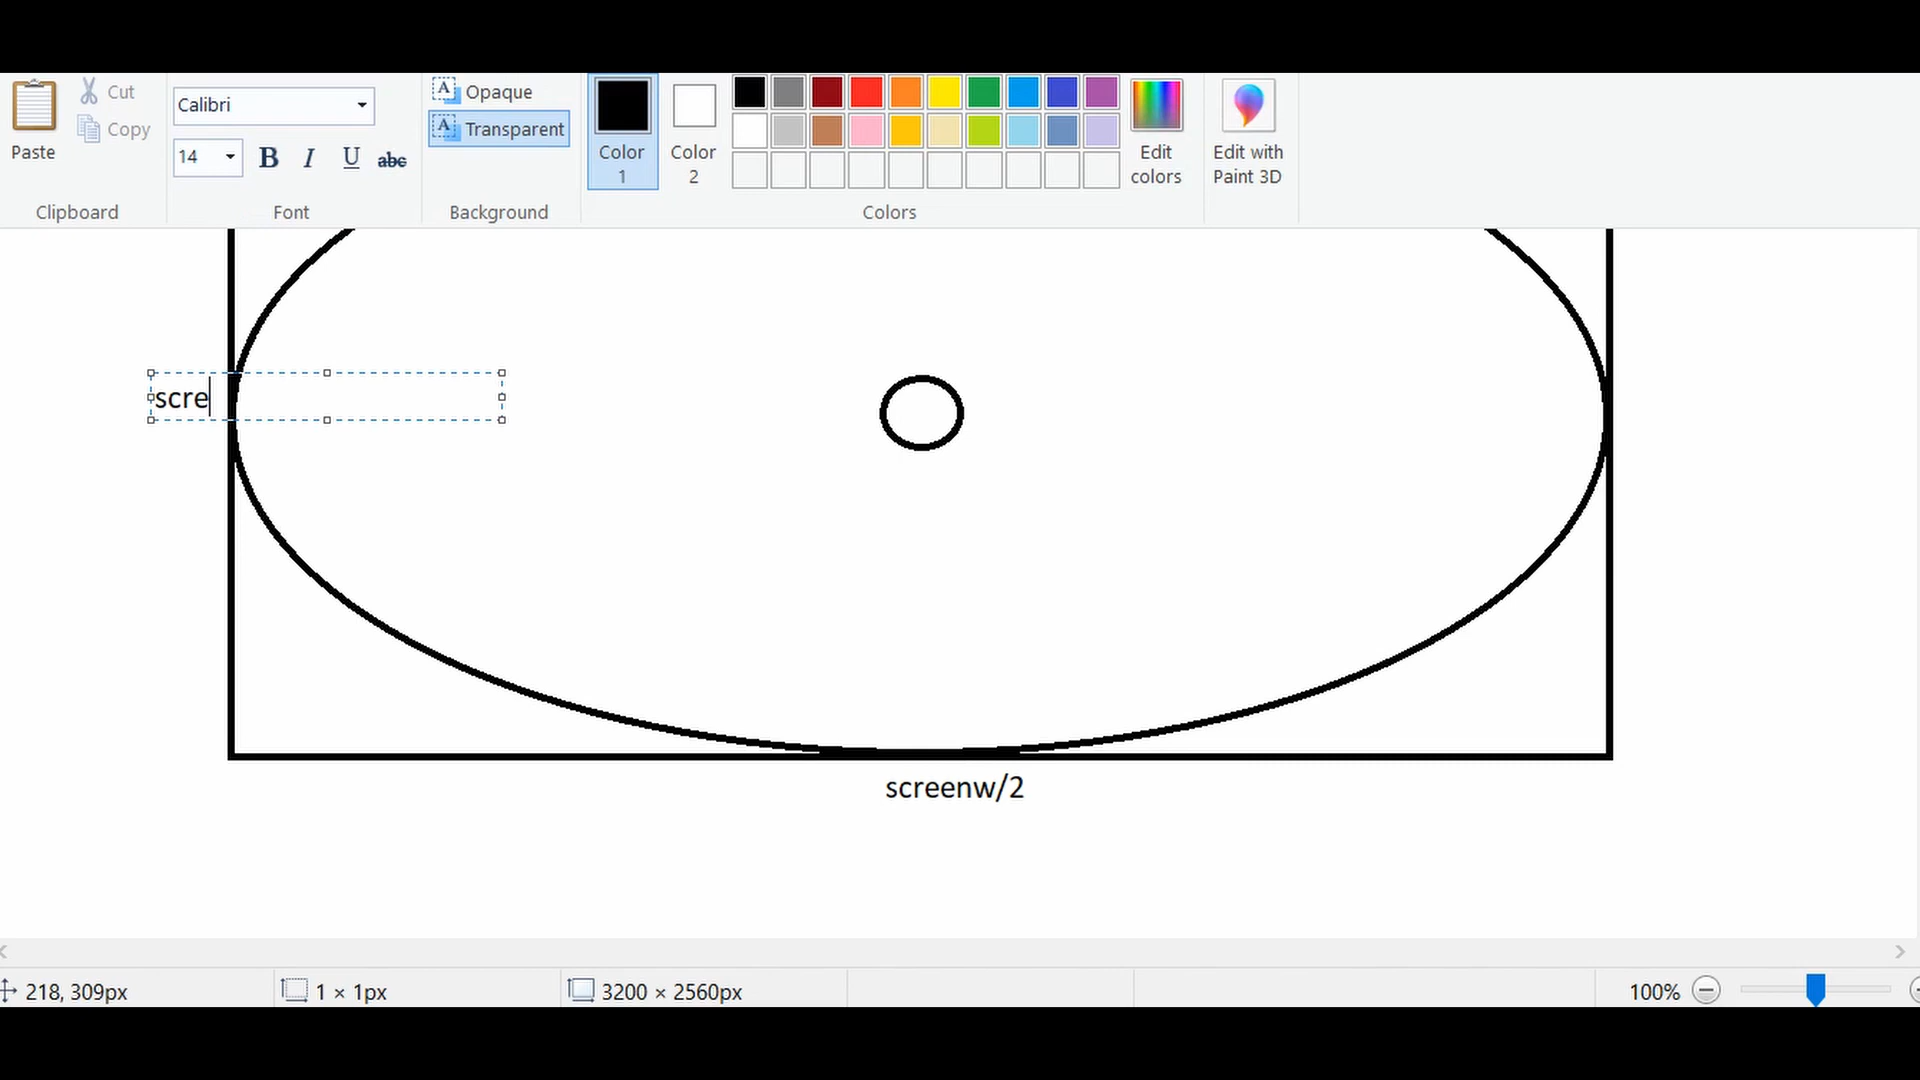 Paste
Cut
Copy
Clipboard
Calibri
14
B I U abc
Font
A Opaque
A Transparent
Background
Color 1
Color 2
Colors
Edit colors
Edit with Paint 3D
scre
screenw/2
218, 309px
1 × 1px
3200 × 2560px
100%